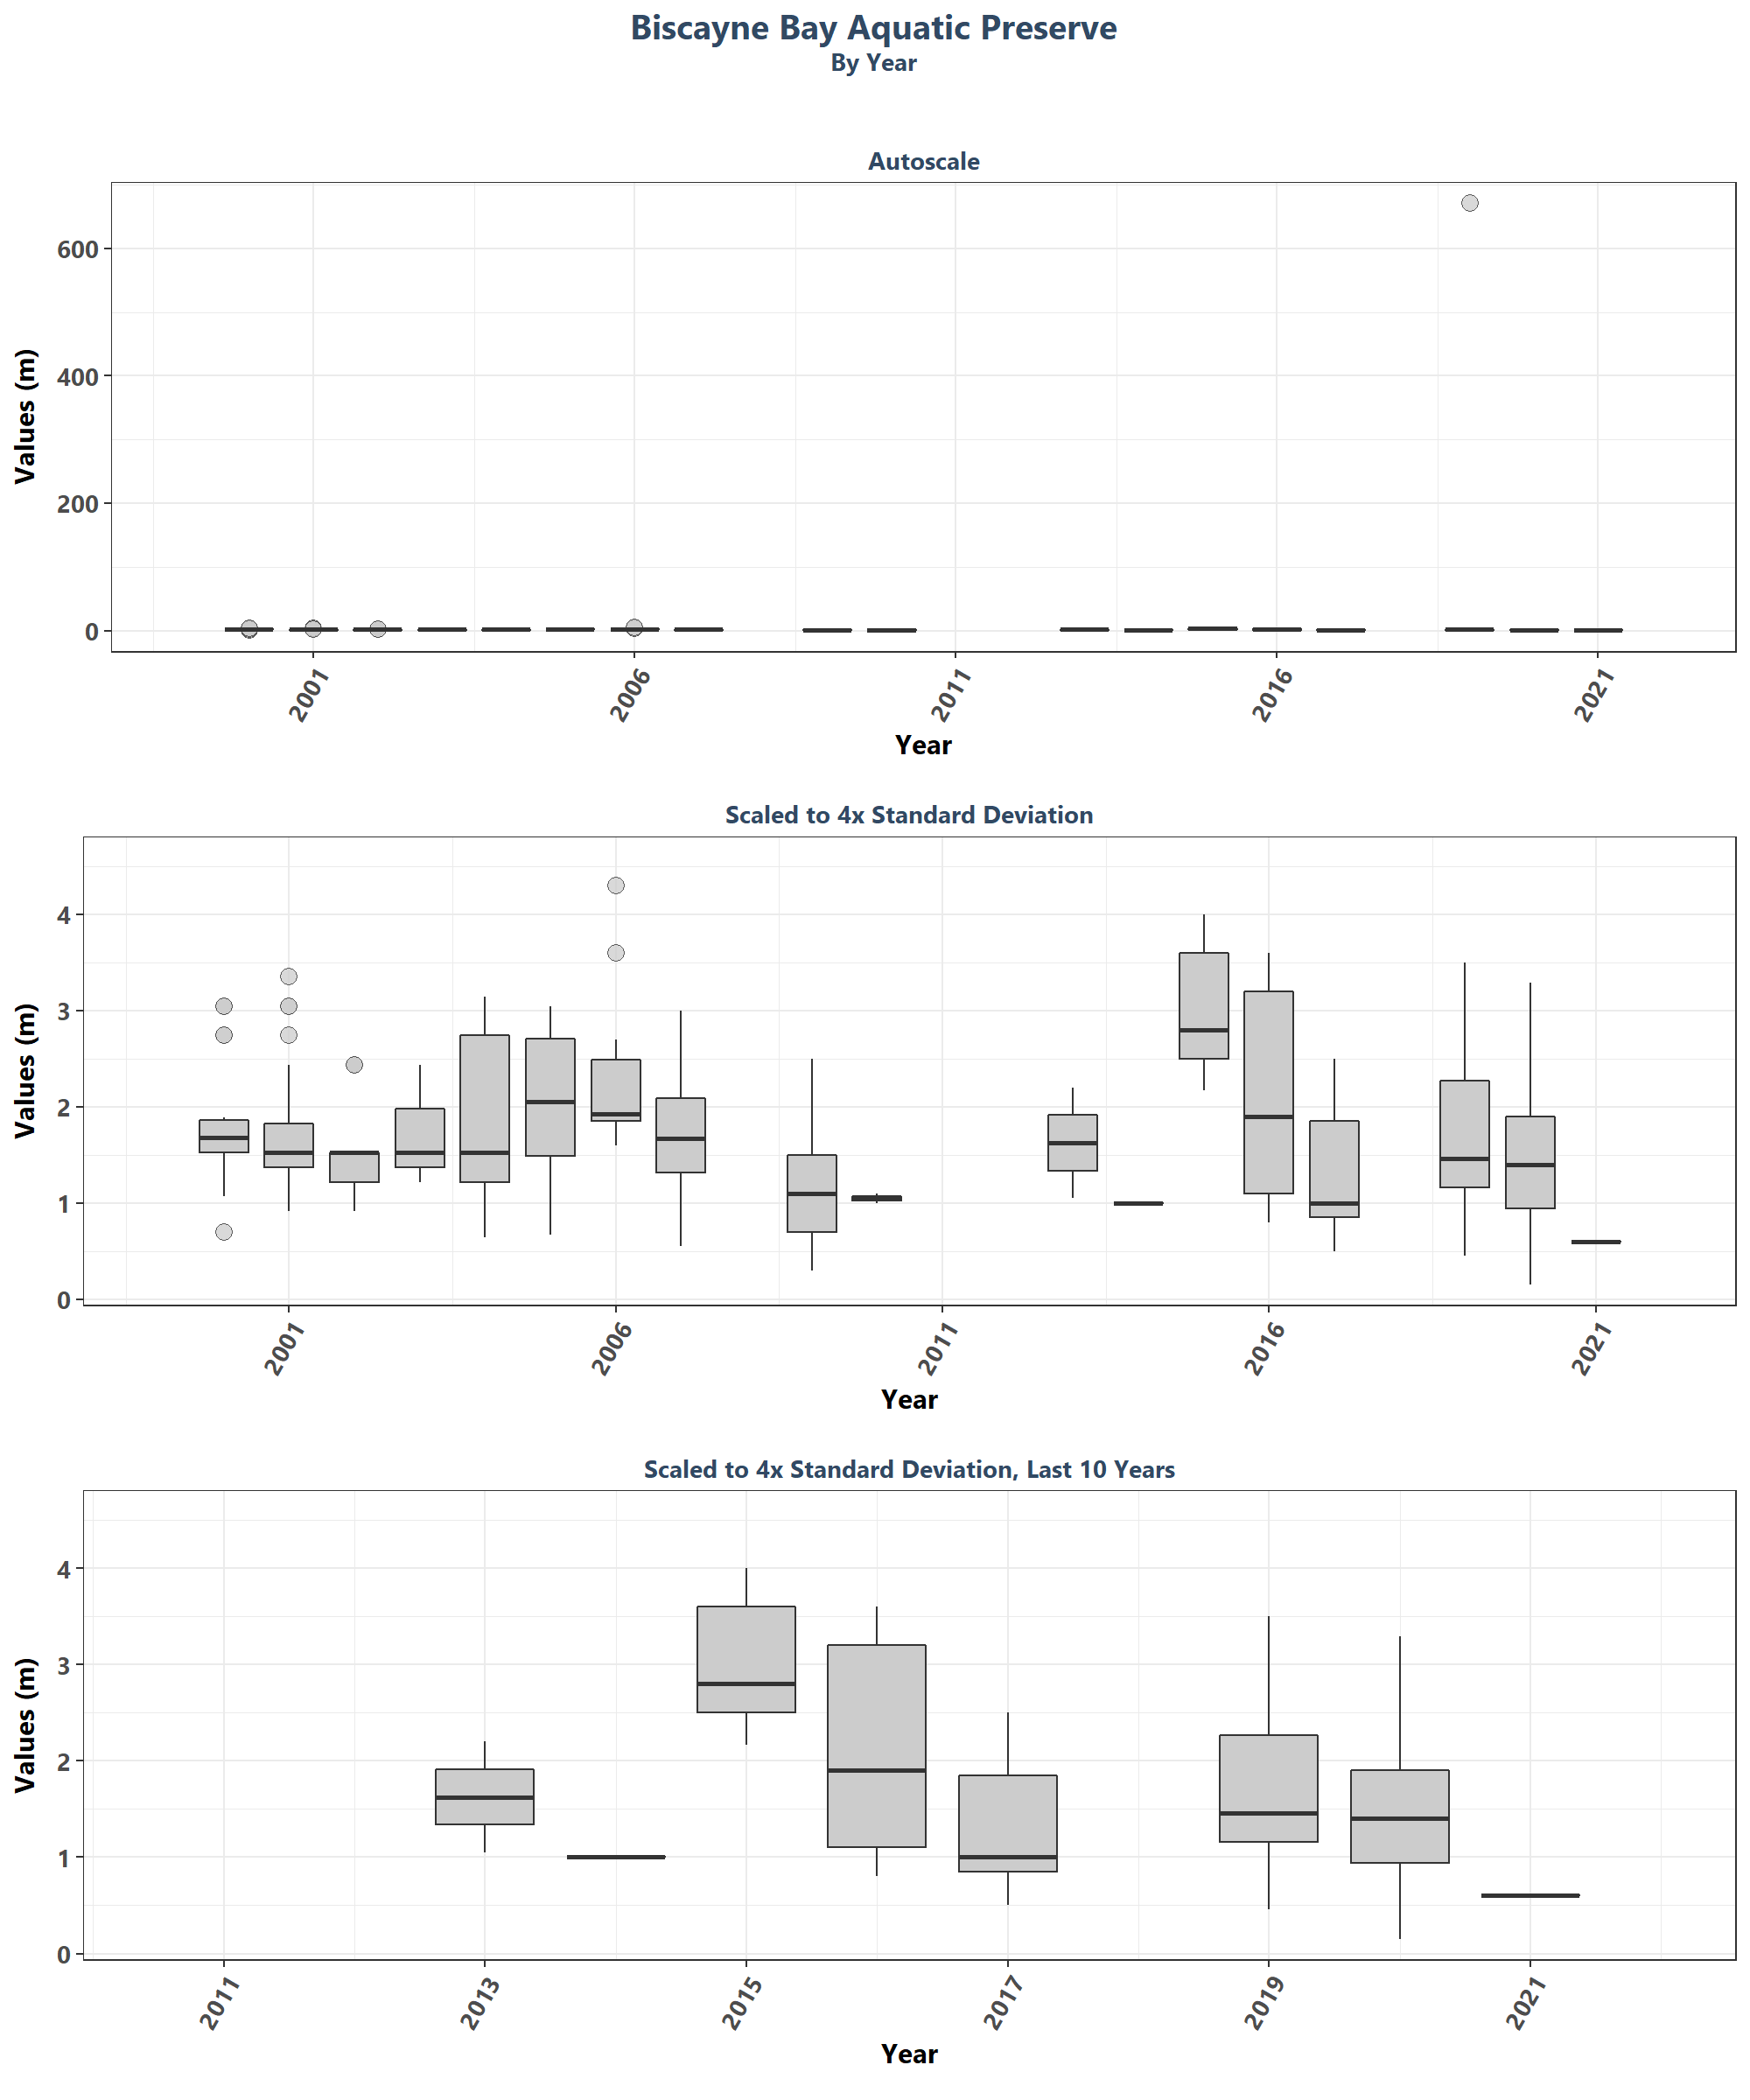 Biscayne Bay Aquatic Preserve
By Year
Autoscale
Values (m)
600
400
200
0
2001
2006
2011
2016
2021
Year
Scaled to 4x Standard Deviation
Values (m)
4
3
2
1
0
2001
2006
2011
2016
2021
Year
Scaled to 4x Standard Deviation, Last 10 Years
Values (m)
4
3
2
1
0
2011
2013
2015
2017
2019
2021
Year